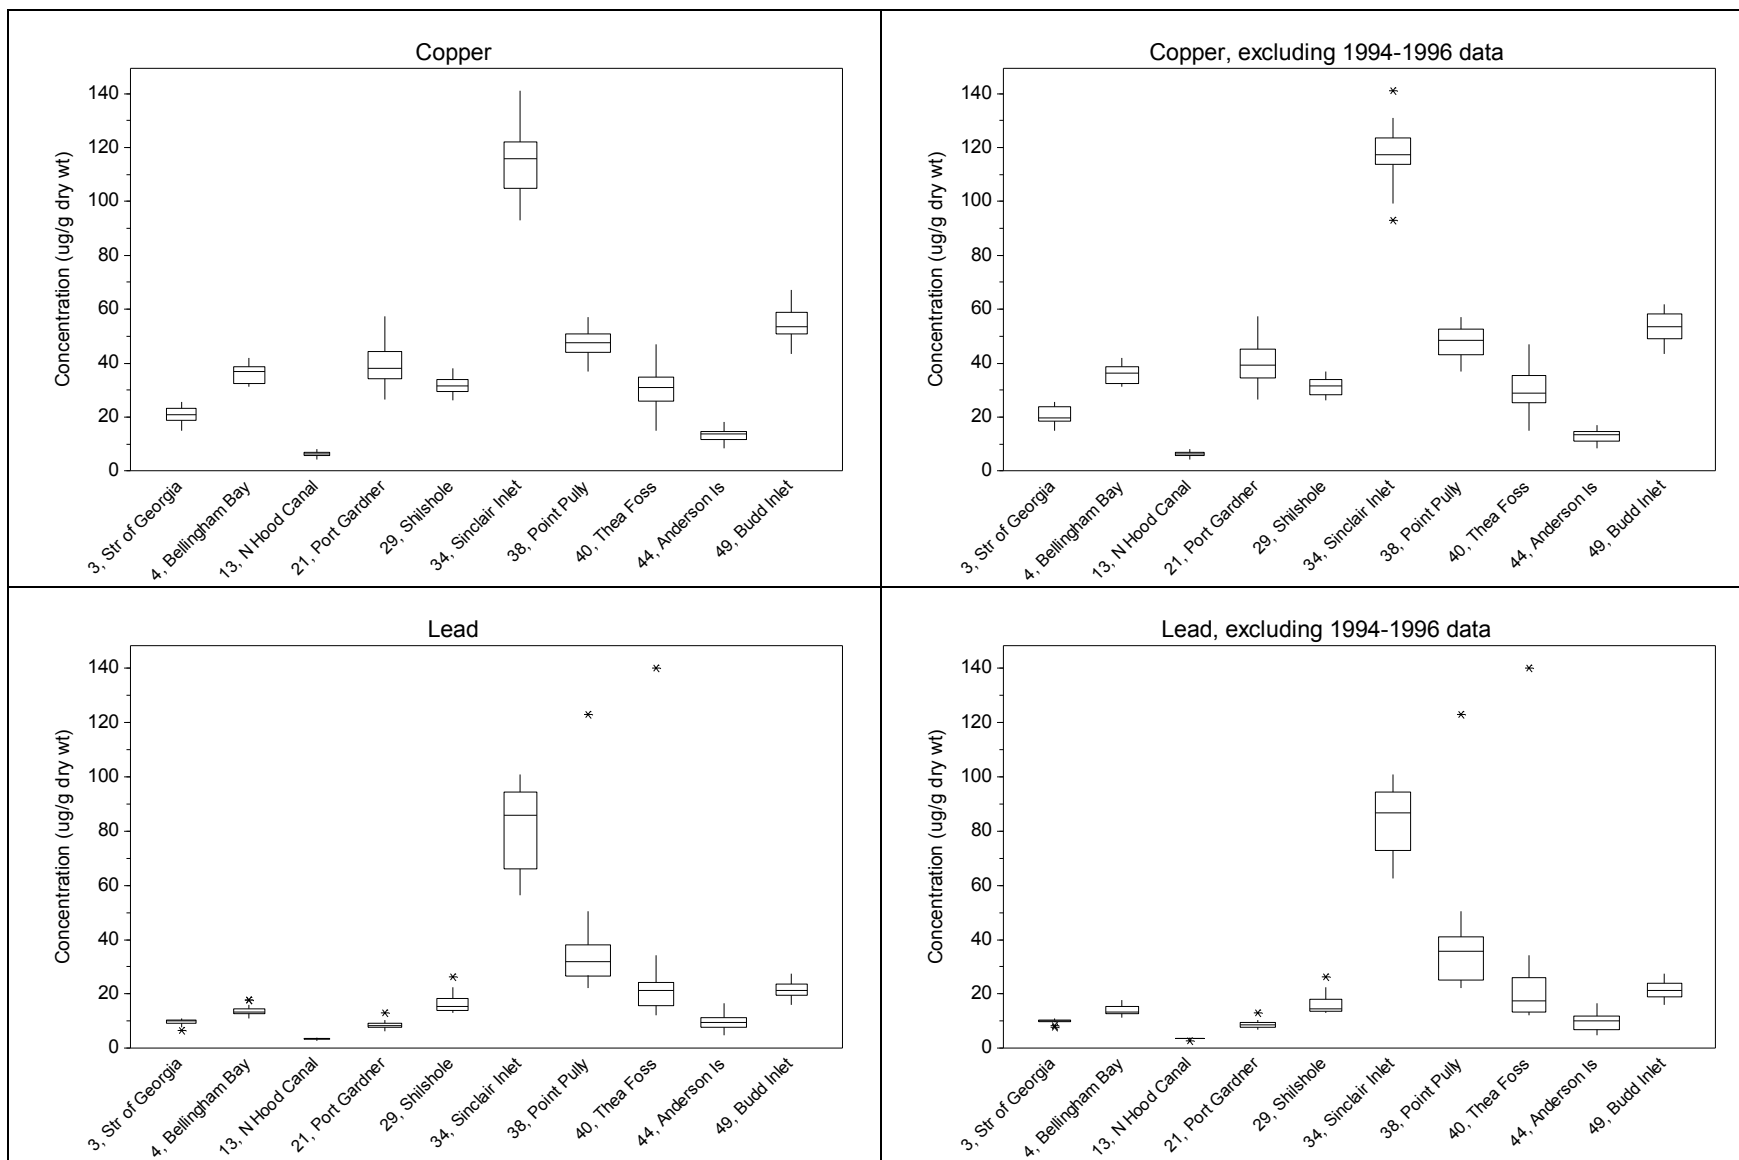 Copper
Concentration (ug/g dry wt)
140
120
100
80
60
40
20
0
3, Str of Georgia
4, Bellingham Bay
13, N Hood Canal
21, Port Gardner
29, Shilshole
34, Sinclair Inlet
38, Point Pully
40, Thea Foss
44, Anderson Is
49, Budd Inlet
Copper, excluding 1994-1996 data
Concentration (ug/g dry wt)
140
120
100
80
60
40
20
0
3, Str of Georgia
4, Bellingham Bay
13, N Hood Canal
21, Port Gardner
29, Shilshole
34, Sinclair Inlet
38, Point Pully
40, Thea Foss
44, Anderson Is
49, Budd Inlet
Lead
Concentration (ug/g dry wt)
140
120
100
80
60
40
20
0
3, Str of Georgia
4, Bellingham Bay
13, N Hood Canal
21, Port Gardner
29, Shilshole
34, Sinclair Inlet
38, Point Pully
40, Thea Foss
44, Anderson Is
49, Budd Inlet
Lead, excluding 1994-1996 data
Concentration (ug/g dry wt)
140
120
100
80
60
40
20
0
3, Str of Georgia
4, Bellingham Bay
13, N Hood Canal
21, Port Gardner
29, Shilshole
34, Sinclair Inlet
38, Point Pully
40, Thea Foss
44, Anderson Is
49, Budd Inlet